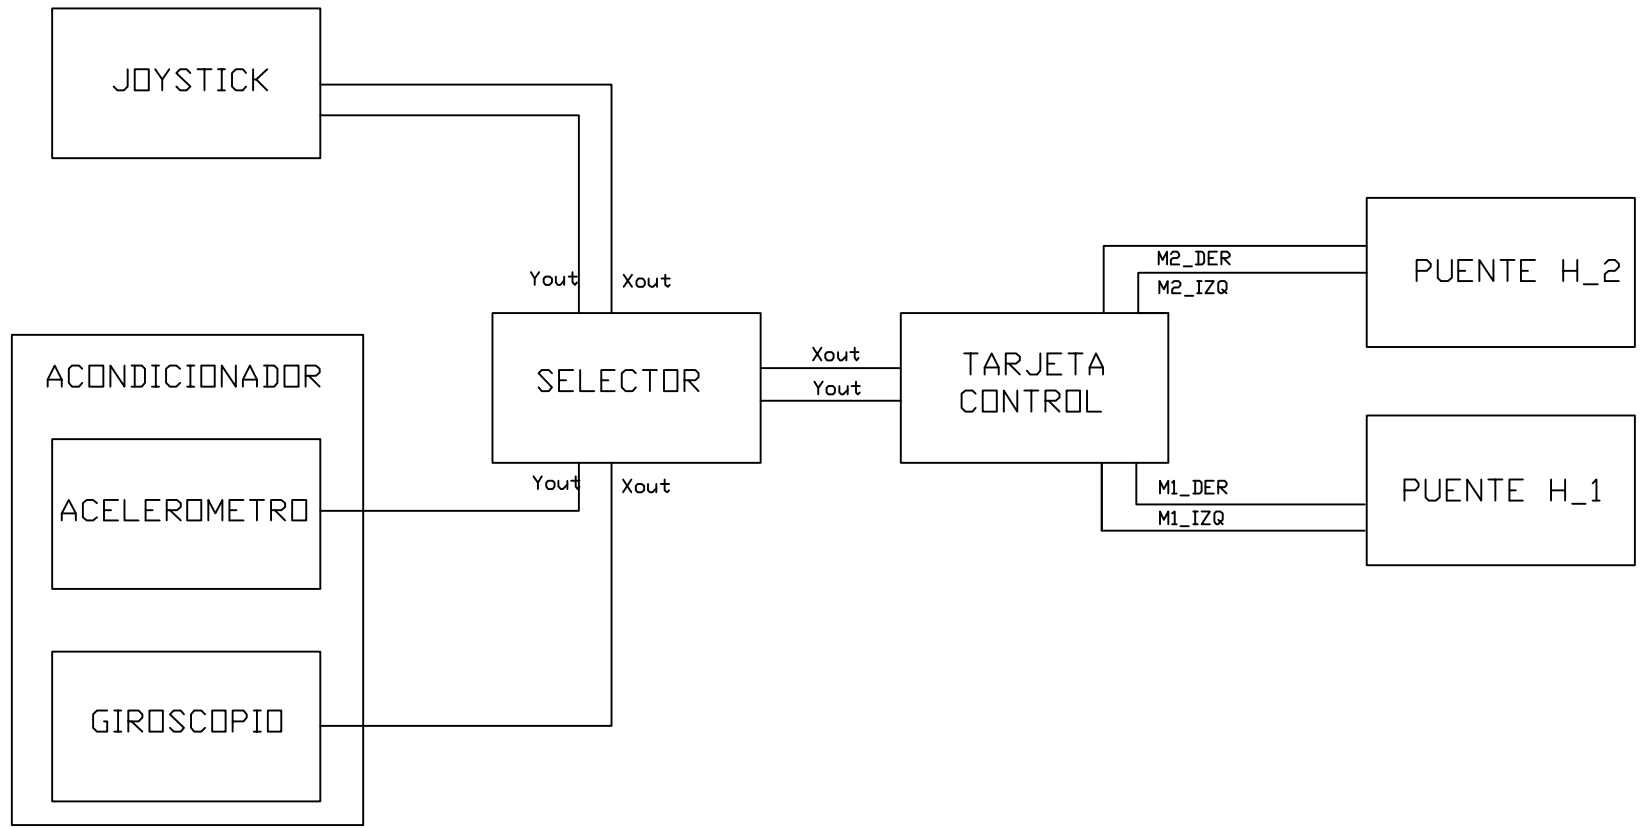 JOYSTICK
Yout
Xout
ACONDICIONADOR
ACELEROMETRO
GIROSCOPIO
SELECTOR
Yout
Xout
Xout
Yout
TARJETA
CONTROL
M2_DER
M2_IZQ
PUENTE H_2
M1_DER
M1_IZQ
PUENTE H_1